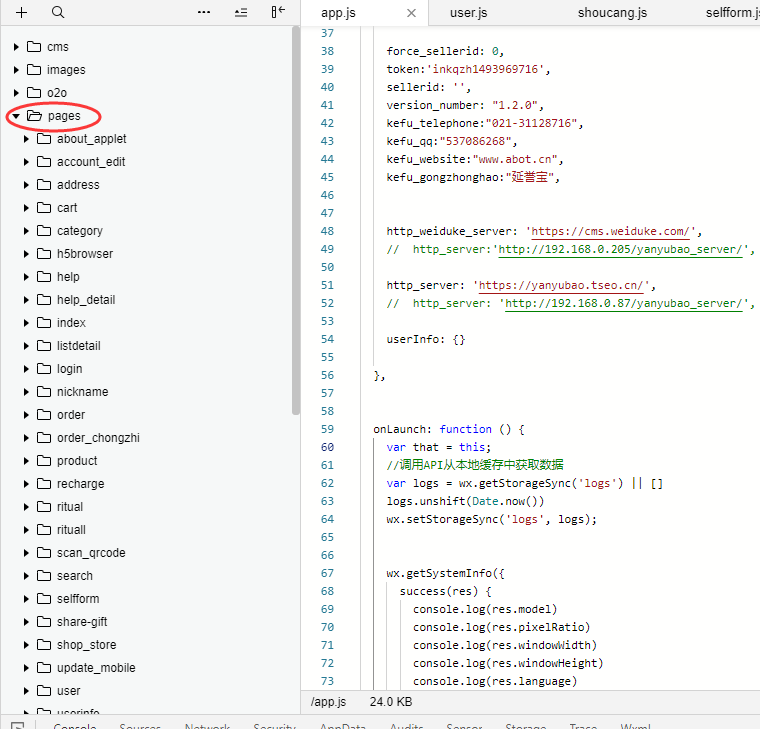 app.js
user.js
shoucang.js
selfform.js
cms
images
o2o
pages
about_applet
account_edit
address
cart
category
h5browser
help
help_detail
index
listdetail
login
nickname
order
order_chongzhi
product
recharge
ritual
rituall
scan_qrcode
search
selfform
share-gift
shop_store
update_mobile
user
userinfo
37
38 force_sellerid: 0,
39 token:'inkqzh1493969716',
40 sellerid: '',
41 version_number: "1.2.0",
42 kefu_telephone:"021-31128716",
43 kefu_qq:"537086268",
44 kefu_website:"www.abot.cn",
45 kefu_gongzhonghao:"延誉宝",
46
47
48 http_weiduke_server: 'https://cms.weiduke.com/',
49 // http_server:'http://192.168.0.205/yanyubao_server/',
50
51 http_server: 'https://yanyubao.tseo.cn/',
52 // http_server: 'http://192.168.0.87/yanyubao_server/',
53
54 userInfo: {}
55
56 },
57
58
59 onLaunch: function () {
60 var that = this;
61 //调用API从本地缓存中获取数据
62 var logs = wx.getStorageSync('logs') || []
63 logs.unshift(Date.now())
64 wx.setStorageSync('logs', logs);
65
66
67 wx.getSystemInfo({
68 success(res) {
69 console.log(res.model)
70 console.log(res.pixelRatio)
71 console.log(res.windowWidth)
72 console.log(res.windowHeight)
73 console.log(res.language)
/app.js 24.0 KB
Console Sources Network Security AppData Audits Sensor Storage Trace Wxml